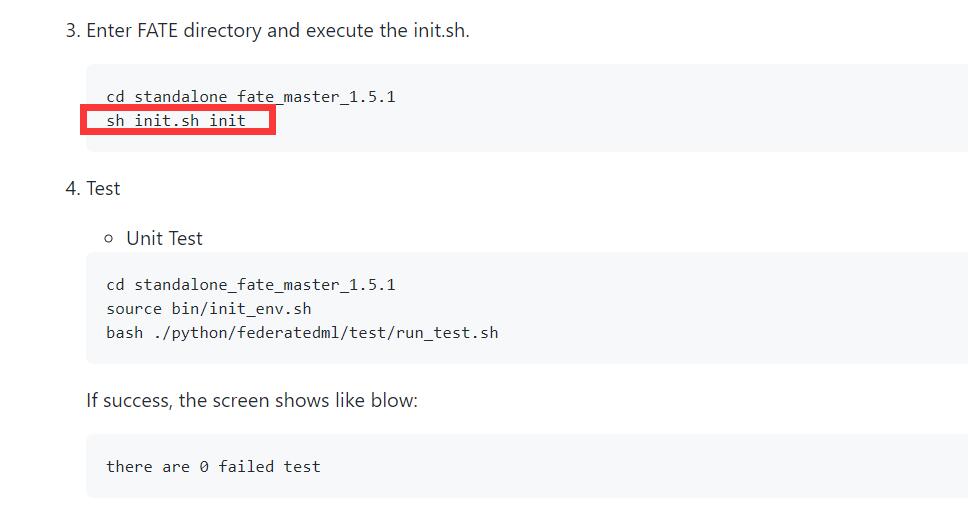 3. Enter FATE directory and execute the init.sh.
cd standalone_fate_master_1.5.1
sh init.sh init
4. Test
Unit Test
cd standalone_fate_master_1.5.1
source bin/init_env.sh
bash ./python/federatedml/test/run_test.sh
If success, the screen shows like blow:
there are 0 failed test